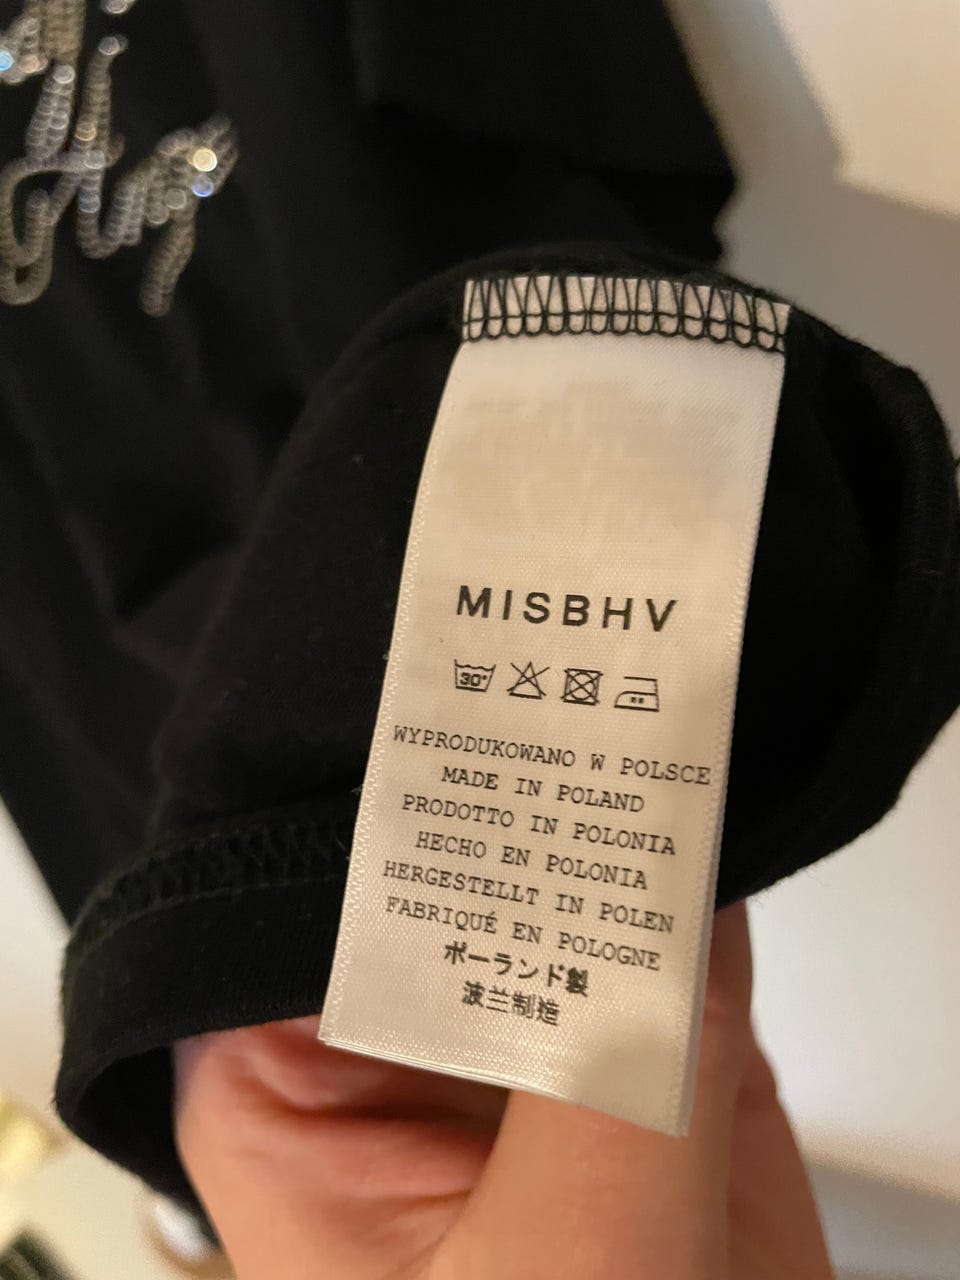 MISBHV
30°
WYPRODUKOWANO W POLSCE
MADE IN POLAND
PRODOTTO IN POLONIA
HECHO EN POLONIA
HERGESTELLT IN POLEN
FABRIQUÉ EN POLOGNE
ポーランド製
波兰制造